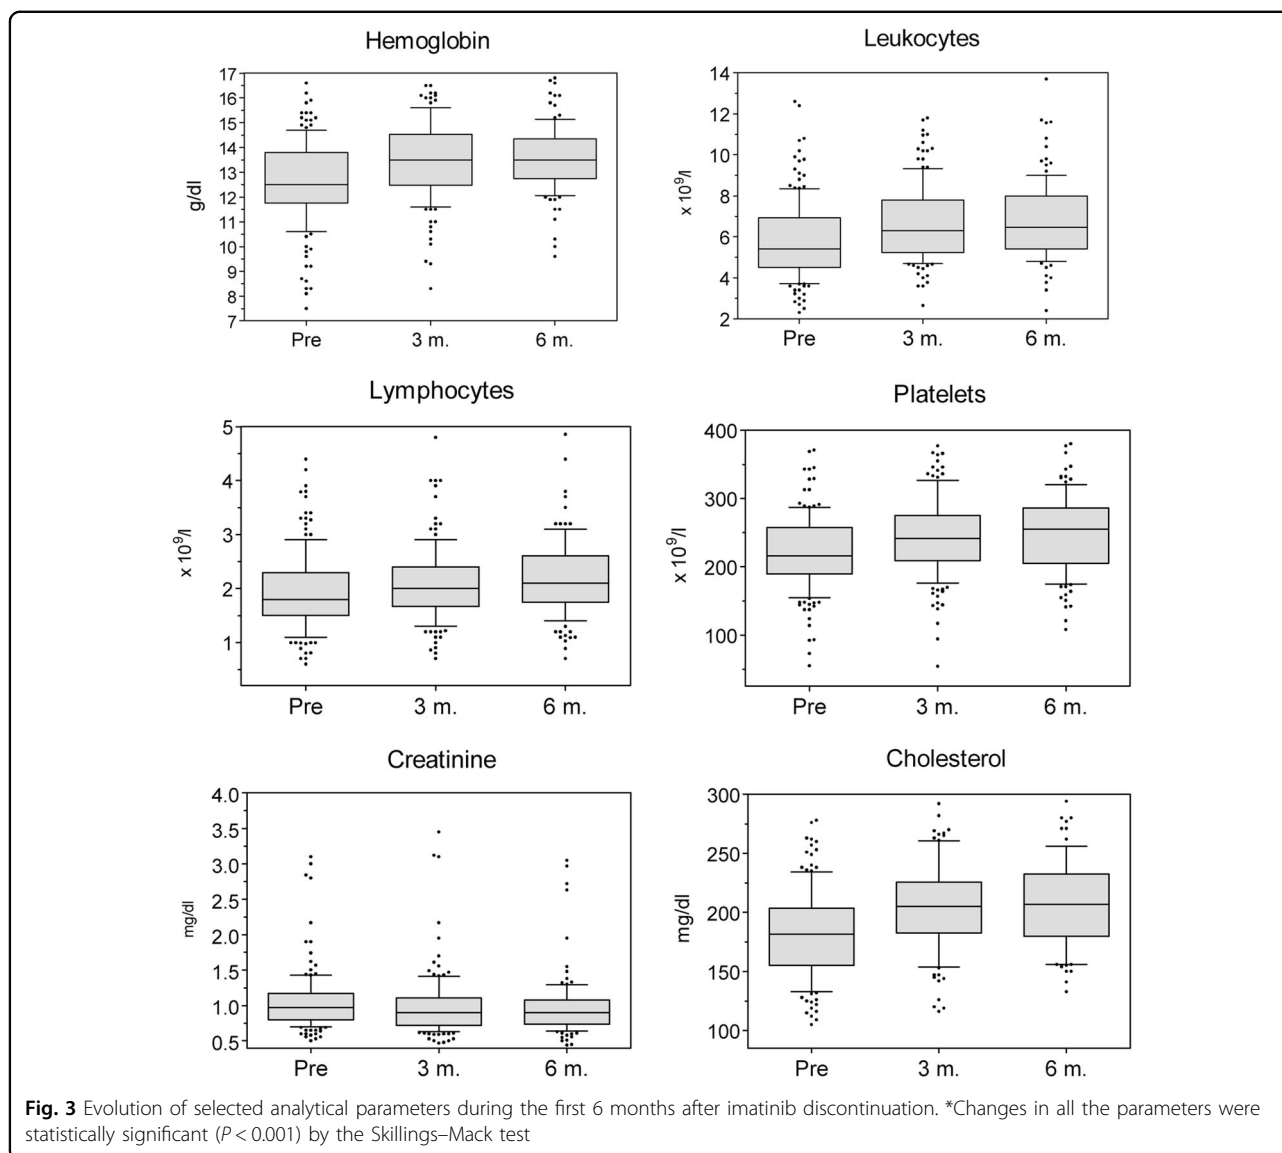 Hemoglobin
17
16
15
14
13
12
11
10
9
8
7
g/dl
Pre 3 m. 6 m.
Leukocytes
14
12
10
8
6
4
2
x 10⁹/l
Pre 3 m. 6 m.
Lymphocytes
5
4
3
2
1
x 10⁹/l
Pre 3 m. 6 m.
Platelets
400
300
200
100
x 10⁹/l
Pre 3 m. 6 m.
Creatinine
4.0
3.5
3.0
2.5
2.0
1.5
1.0
0.5
mg/dl
Pre 3 m. 6 m.
Cholesterol
300
250
200
150
100
mg/dl
Pre 3 m. 6 m.
Fig. 3 Evolution of selected analytical parameters during the first 6 months after imatinib discontinuation. *Changes in all the parameters were
statistically significant (P < 0.001) by the Skillings–Mack test